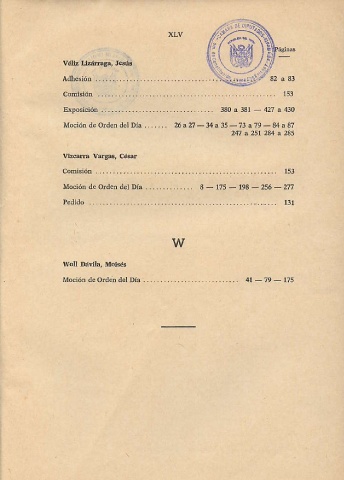 XLV
Páginas
Véliz Lizárraga, Jesús
Adhesión ........ 82 a 83
Comisión ........ 153
Exposición ........ 380 a 381 — 427 a 430
Moción de Orden del Día ....... 26 a 27 — 34 a 35 — 73 a 79 — 84 a 87
247 a 251 284 a 285
Vizcarra Vargas, César
Comisión ........ 153
Moción de Orden del Día ........ 8 — 175 — 198 — 256 — 277
Pedido ........ 131
W
Woll Dávila, Moisés
Moción de Orden del Día ........ 41 — 79 — 175